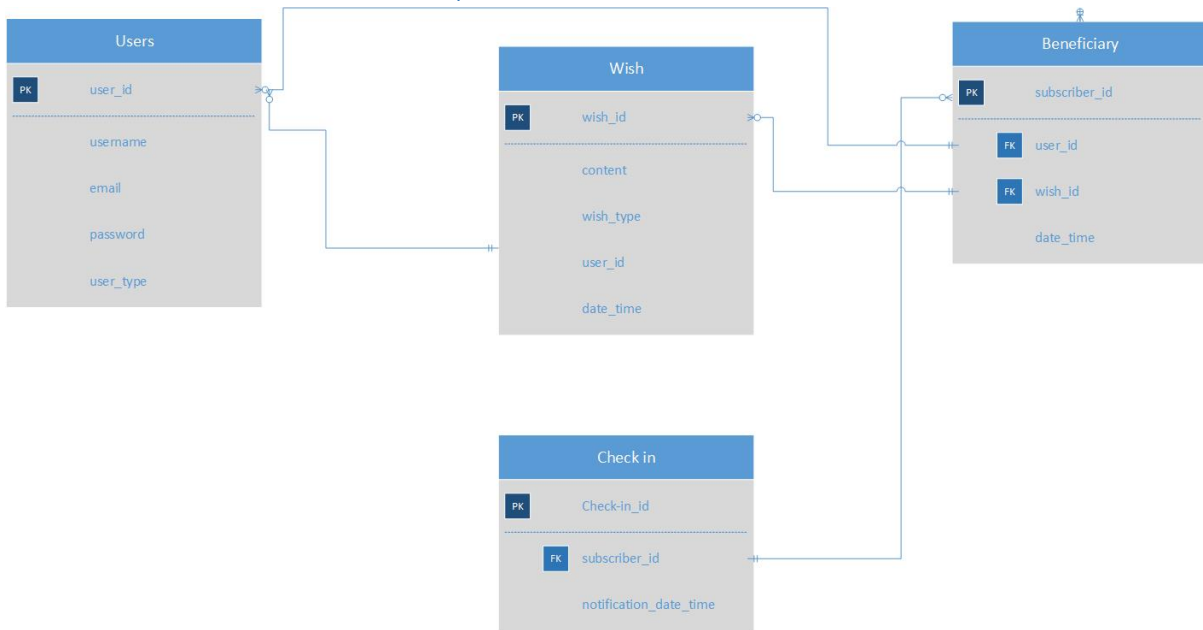 Users
PK user_id
username
email
password
user_type
Wish
PK wish_id
content
wish_type
user_id
date_time
Beneficiary
PK subscriber_id
FK user_id
FK wish_id
date_time
Check in
PK Check-in_id
FK subscriber_id
notification_date_time